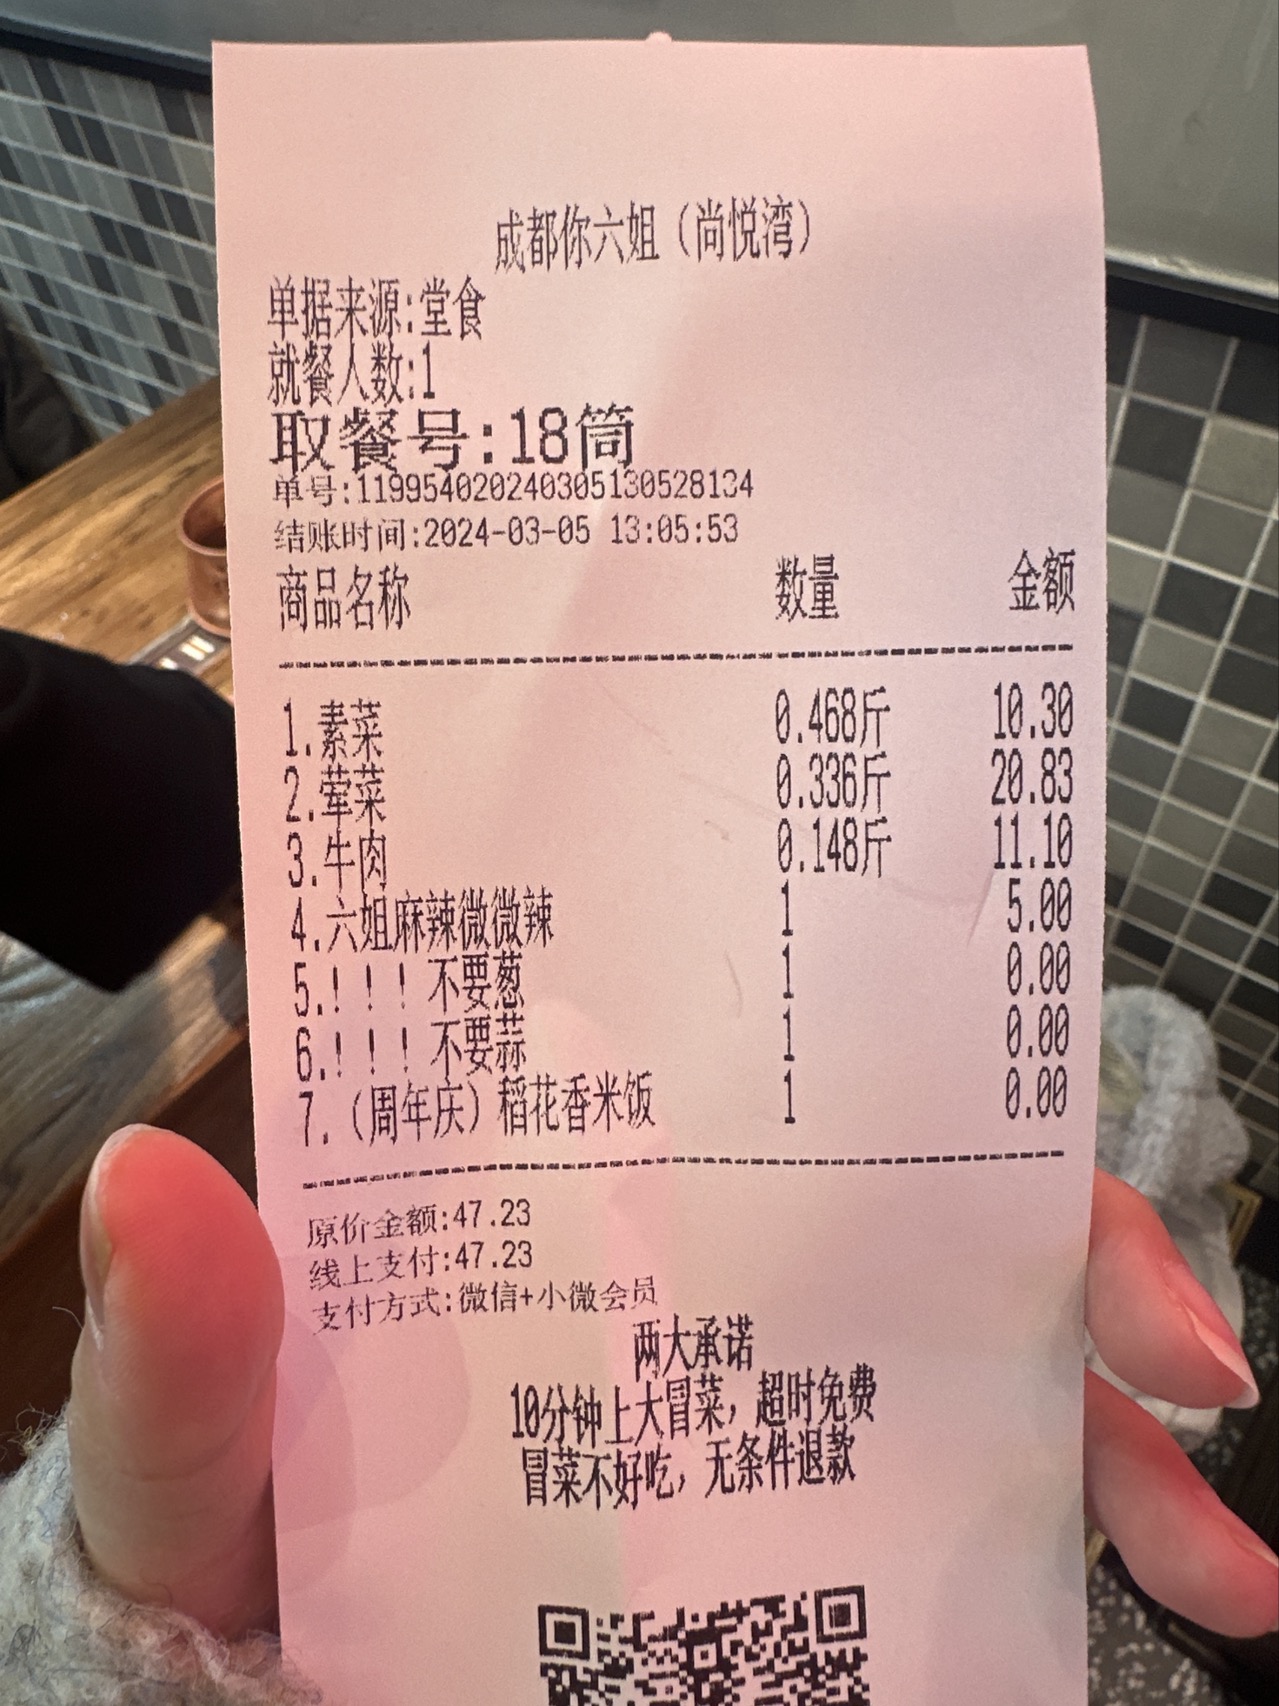 成都你六姐（尚悦湾）
单据来源:堂食
就餐人数:1
取餐号:18筒
单号:119954020240305130528134
结账时间:2024-03-05 13:05:53
商品名称 数量 金额
1.素菜 0.468斤 10.30
2.荤菜 0.336斤 20.83
3.牛肉 0.148斤 11.10
4.六姐麻辣微微辣 1 5.00
5.！！！不要葱 1 0.00
6.！！！不要蒜 1 0.00
7.（周年庆）稻花香米饭 1 0.00
原价金额:47.23
线上支付:47.23
支付方式:微信+小微会员
两大承诺
10分钟上大冒菜，超时免费
冒菜不好吃，无条件退款